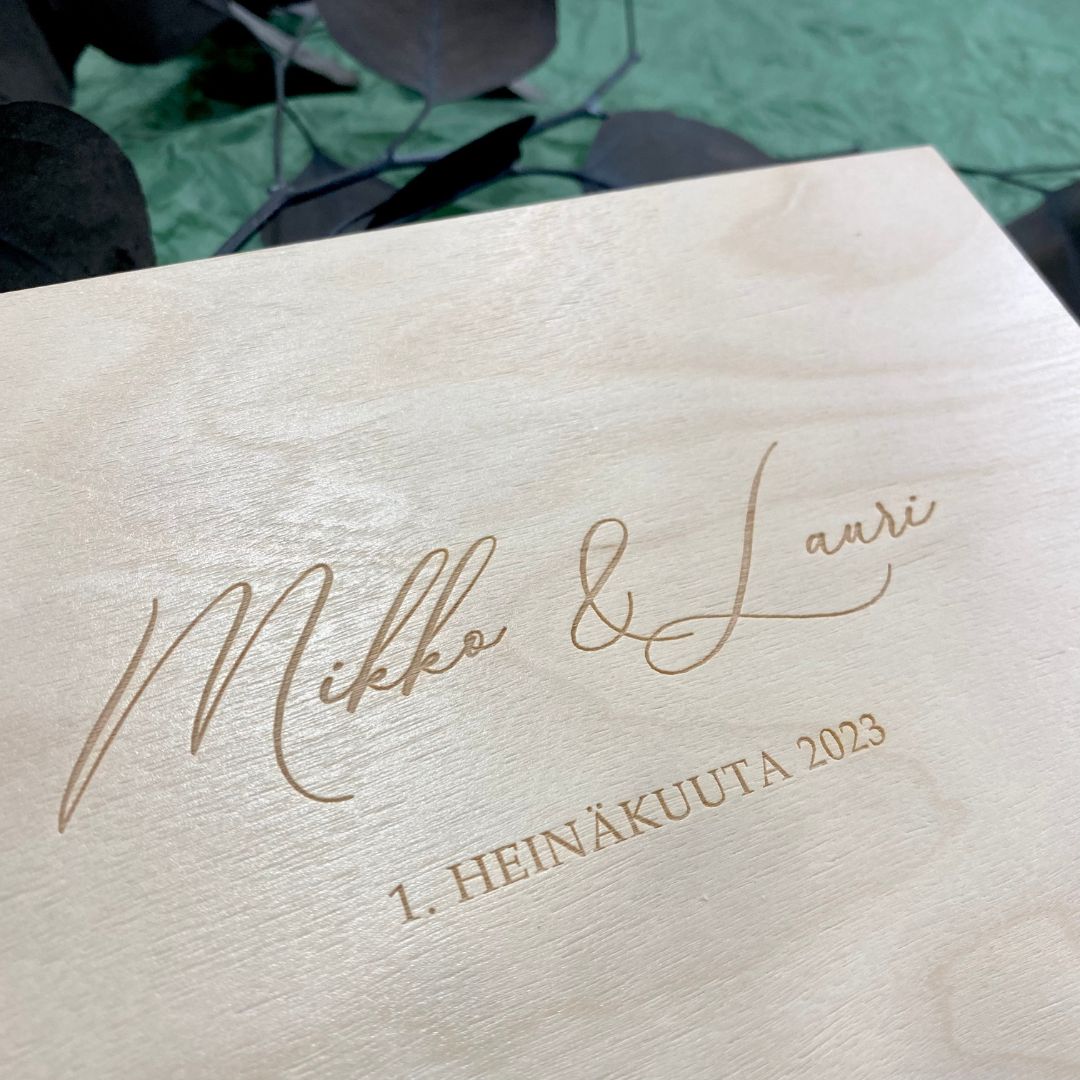 Mikko & Lauri
1. HEINÄKUUTA 2023